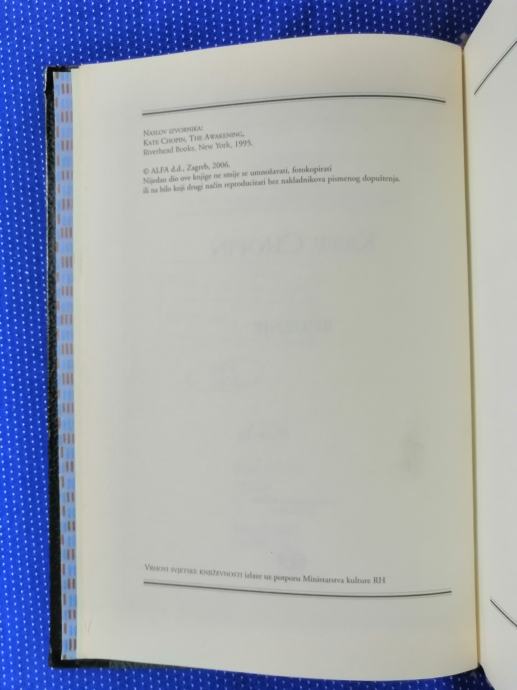 NASLOV IZVORNIKA:
KATE CHOPIN, THE AWAKENING,
Riverhead Books. New York, 1995.
© ALFA d.d., Zagreb, 2006.
Nijedan dio ove knjige ne smije se umnožavati, fotokopirati
ili na bilo koji drugi način reproducirati bez nakladnikova pismenog dopuštenja.
KATE CHOPIN
VRHOVI SVJETSKE KNJIŽEVNOSTI izlaze uz potporu Ministarstva kulture RH